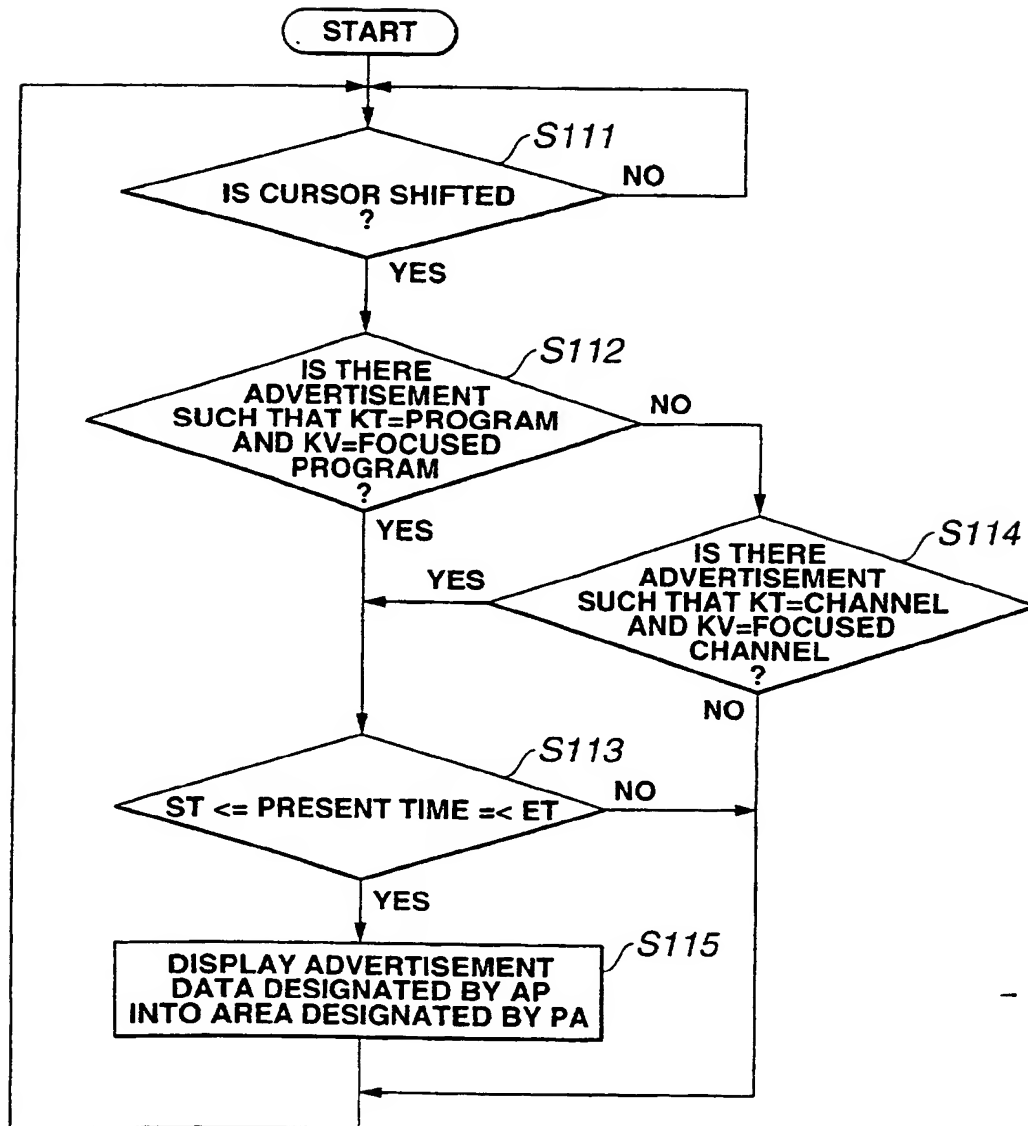 START
S111
IS CURSOR SHIFTED
?
NO
YES
S112
IS THERE
ADVERTISEMENT
SUCH THAT KT=PROGRAM
AND KV=FOCUSED
PROGRAM
?
NO
YES
S114
IS THERE
ADVERTISEMENT
SUCH THAT KT=CHANNEL
AND KV=FOCUSED
CHANNEL
?
YES
NO
S113
ST <= PRESENT TIME =< ET
NO
YES
S115
DISPLAY ADVERTISEMENT
DATA DESIGNATED BY AP
INTO AREA DESIGNATED BY PA